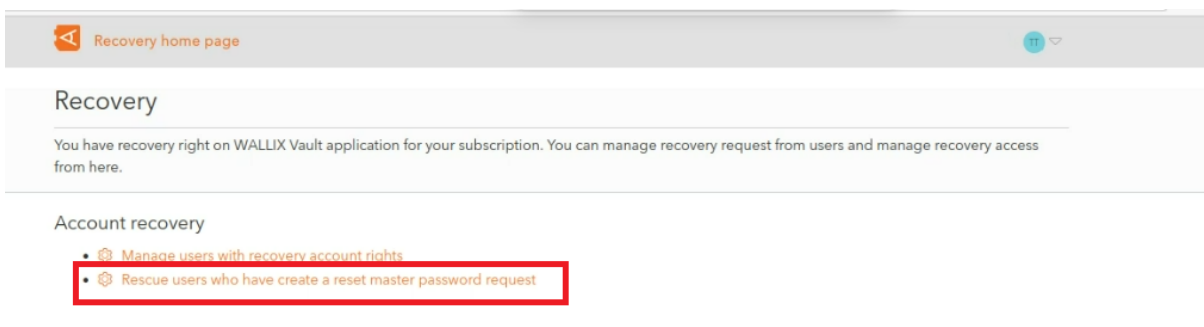 Recovery home page
TT
Recovery
You have recovery right on WALLIX Vault application for your subscription. You can manage recovery request from users and manage recovery access
from here.
Account recovery
Manage users with recovery account rights
Rescue users who have create a reset master password request